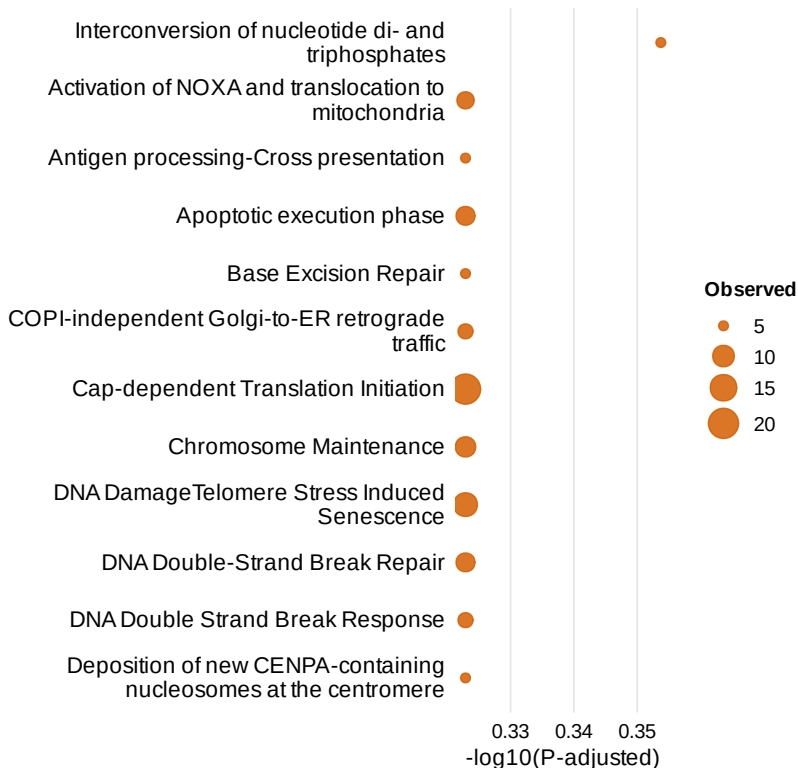 Interconversion of nucleotide di- and
triphosphates
Activation of NOXA and translocation to
mitochondria
Antigen processing-Cross presentation
Apoptotic execution phase
Base Excision Repair
COPI-independent Golgi-to-ER retrograde
traffic
Cap-dependent Translation Initiation
Chromosome Maintenance
DNA DamageTelomere Stress Induced
Senescence
DNA Double-Strand Break Repair
DNA Double Strand Break Response
Deposition of new CENPA-containing
nucleosomes at the centromere
0.33 0.34 0.35
-log10(P-adjusted)
Observed
5
10
15
20